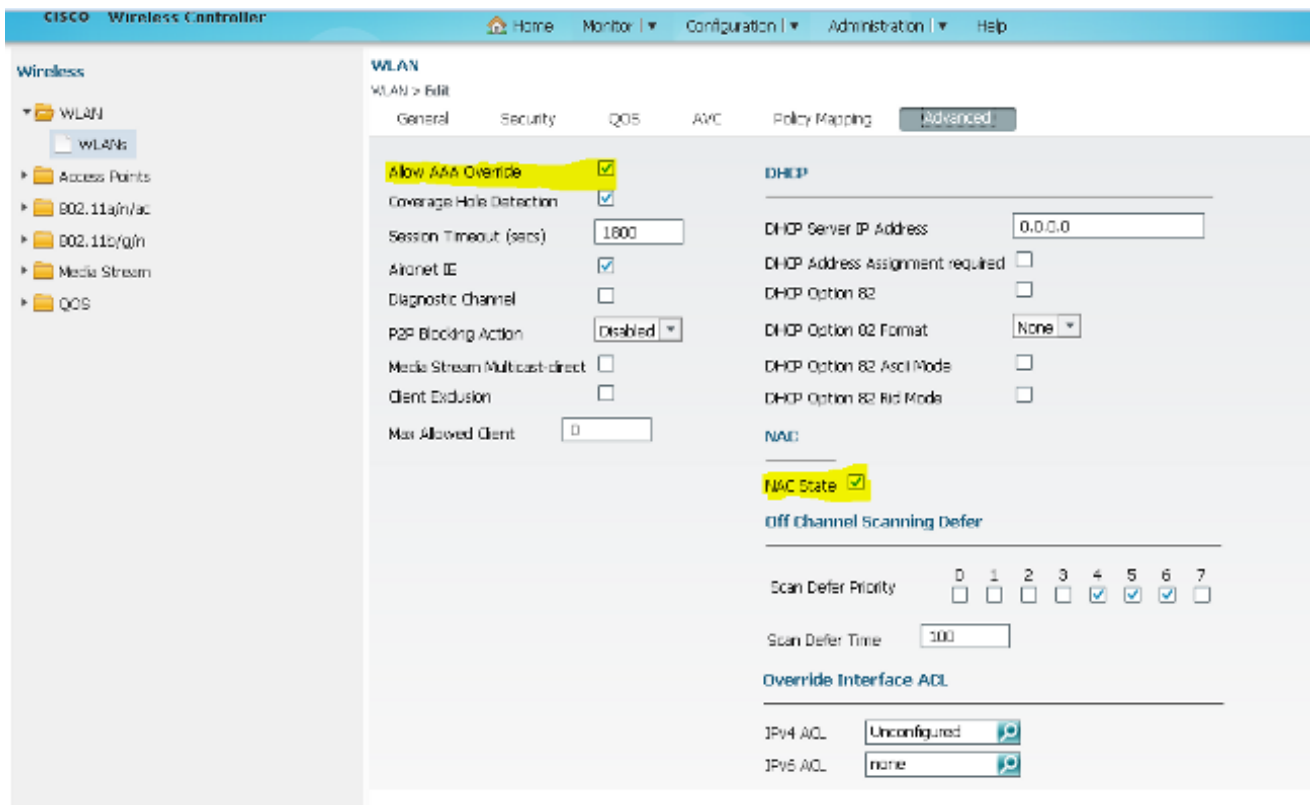 CISCO Wireless Controller
Home Monitor Configuration Administration Help
Wireless
WLAN
WLANs
Access Points
802.11a/n/ac
802.11b/g/n
Media Stream
QOS
WLAN
WLAN > Edit
General Security QOS AVC Policy Mapping Advanced
Allow AAA Override
Coverage Hole Detection
Session Timeout (secs) 1800
Aironet IE
Diagnostic Channel
P2P Blocking Action Disabled
Media Stream Multicast-direct
Client Exclusion
Max Allowed Client 0
DHCP
DHCP Server IP Address 0.0.0.0
DHCP Address Assignment required
DHCP Option 82
DHCP Option 82 Format None
DHCP Option 82 Ascii Mode
DHCP Option 82 Rid Mode
NAC
NAC State
Off Channel Scanning Defer
0 1 2 3 4 5 6 7
Scan Defer Priority
Scan Defer Time 100
Override Interface ACL
IPv4 ACL Unconfigured
IPv6 ACL none